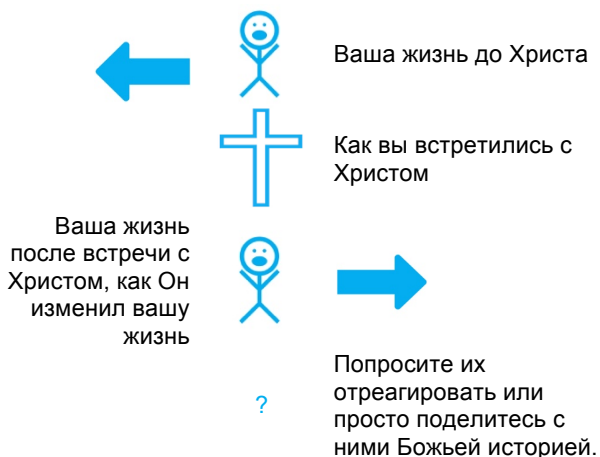 Ваша жизнь до Христа
Как вы встретились с
Христом
Ваша жизнь
после встречи с
Христом, как Он
изменил вашу
жизнь
?
Попросите их
отреагировать или
просто поделитесь с
ними Божьей историей.